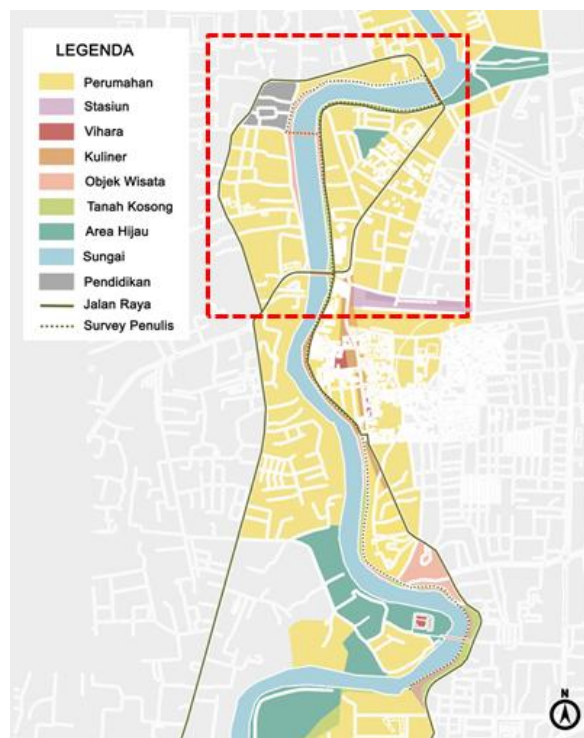 LEGENDA
Perumahan
Stasiun
Vihara
Kuliner
Objek Wisata
Tanah Kosong
Area Hijau
Sungai
Pendidikan
Jalan Raya
Survey Penulis
N